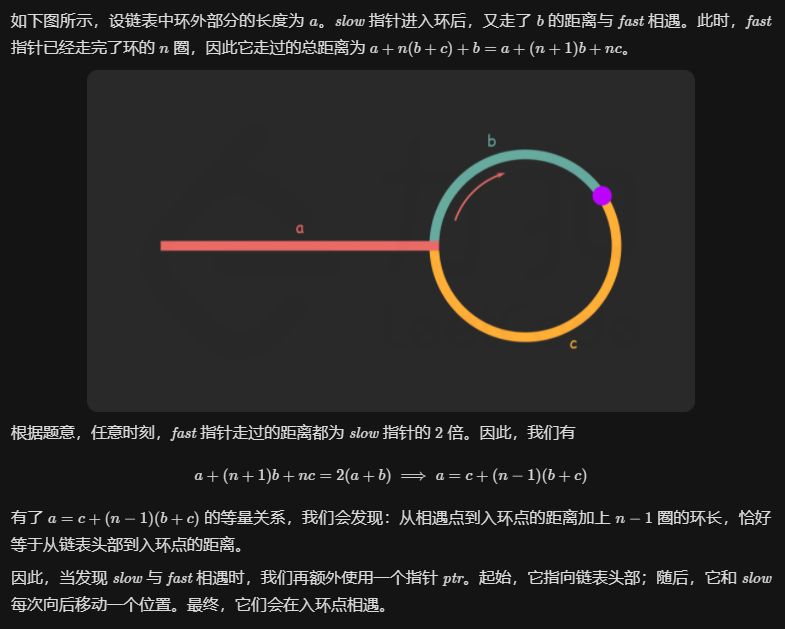 如下图所示，设链表中环外部分的长度为 a。slow 指针进入环后，又走了 b 的距离与 fast 相遇。此时，fast
指针已经走完了环的 n 圈，因此它走过的总距离为 a + n(b + c) + b = a + (n + 1)b + nc。
b
a
c
根据题意，任意时刻，fast 指针走过的距离都为 slow 指针的 2 倍。因此，我们有
a + (n + 1)b + nc = 2(a + b) ⟹ a = c + (n − 1)(b + c)
有了 a = c + (n − 1)(b + c) 的等量关系，我们会发现：从相遇点到入环点的距离加上 n − 1 圈的环长，恰好
等于从链表头部到入环点的距离。
因此，当发现 slow 与 fast 相遇时，我们再额外使用一个指针 ptr。起始，它指向链表头部；随后，它和 slow
每次向后移动一个位置。最终，它们会在入环点相遇。